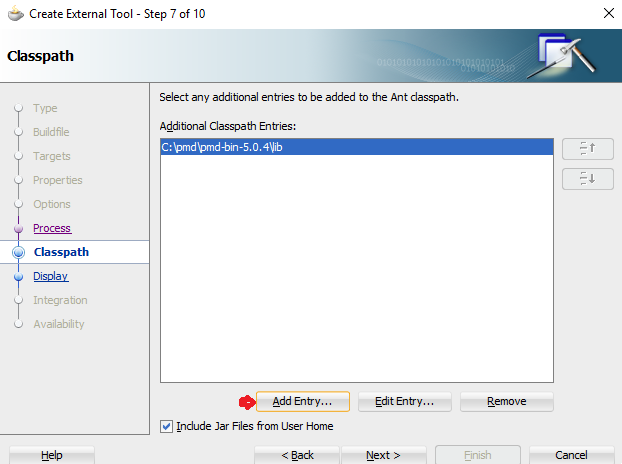 Create External Tool - Step 7 of 10
Classpath
01010101010101010101010101
01010101010
Type
Buildfile
Targets
Properties
Options
Process
Classpath
Display
Integration
Availability
Select any additional entries to be added to the Ant classpath.
Additional Classpath Entries:
C:\pmd\pmd-bin-5.0.4\lib
Add Entry...
Edit Entry...
Remove
Include Jar Files from User Home
Help
< Back
Next >
Finish
Cancel